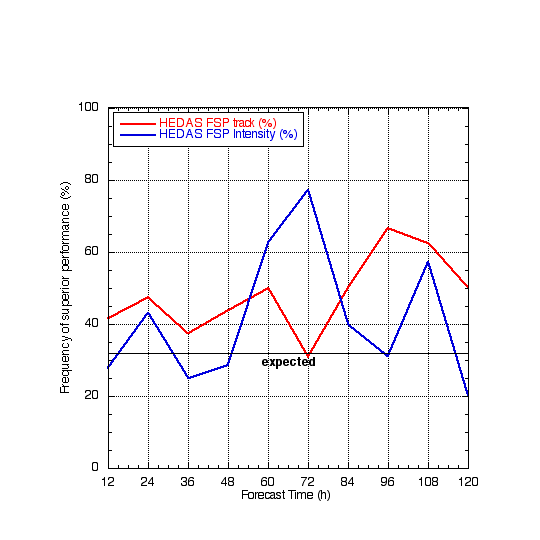 100
80
60
40
20
0
Frequency of superior performance (%)
HEDAS FSP track (%)
HEDAS FSP Intensity (%)
expected
12 24 36 48 60 72 84 96 108 120
Forecast Time (h)